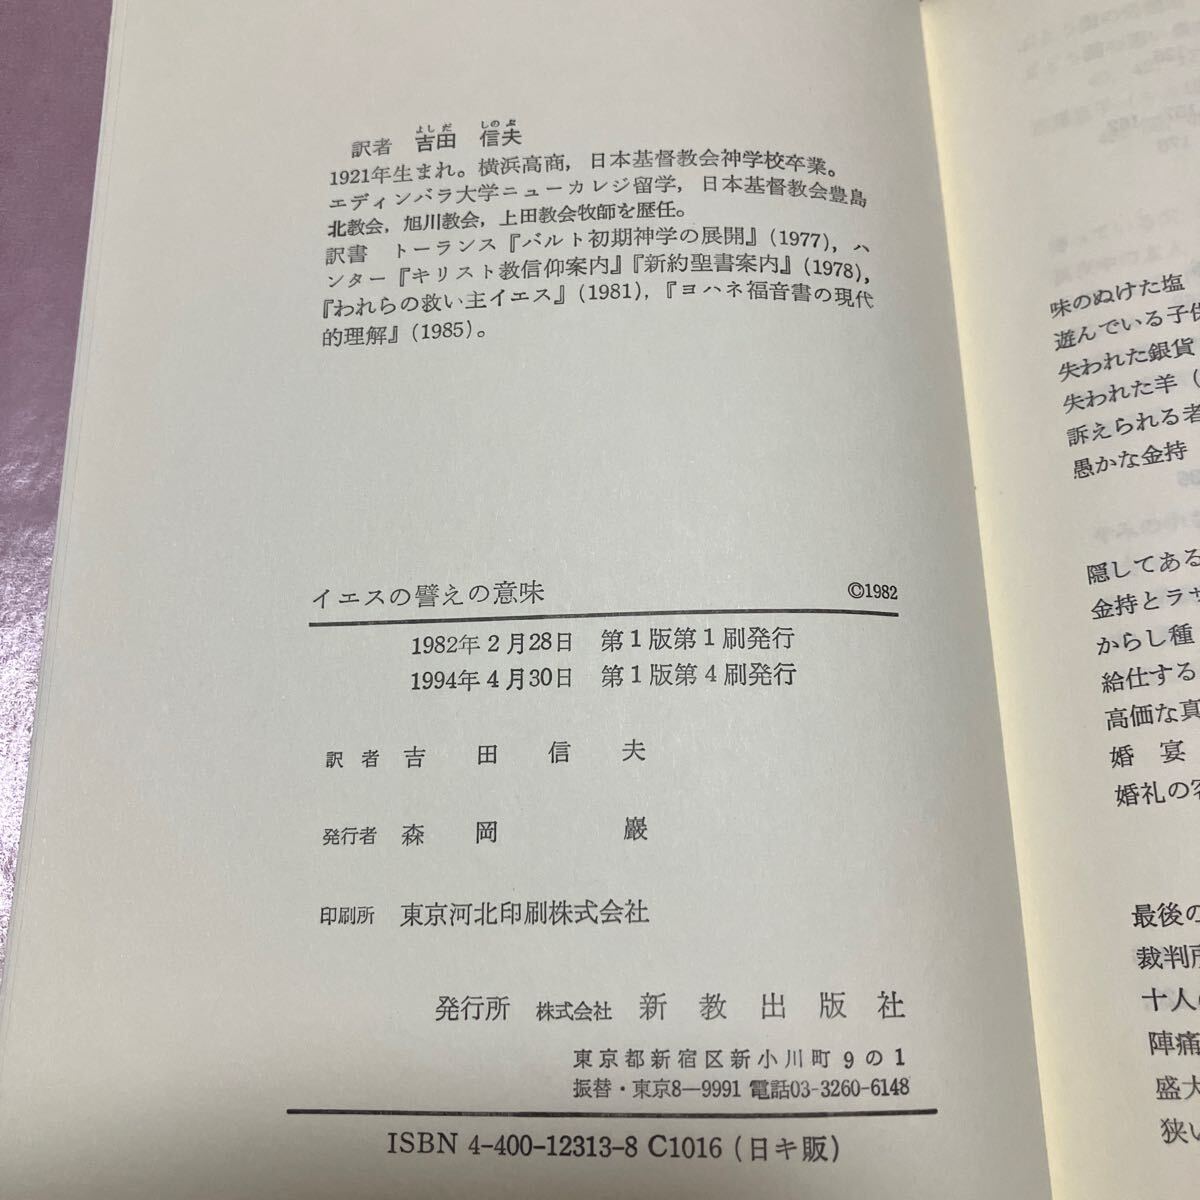 よしだ しのぶ
訳者 吉田 信夫
1921年生まれ。横浜高商，日本基督教会神学校卒業。
エディンバラ大学ニューカレジ留学，日本基督教会豊島
北教会，旭川教会，上田教会牧師を歴任。
訳書 トーランス『バルト初期神学の展開』(1977)，ハ
ンター『キリスト教信仰案内』『新約聖書案内』(1978)，
『われらの救い主イエス』(1981)，『ヨハネ福音書の現代
的理解』(1985)。
イエスの譬えの意味 ©1982
1982年2月28日 第1版第1刷発行
1994年4月30日 第1版第4刷発行
訳者 吉田信夫
発行者 森岡巖
印刷所 東京河北印刷株式会社
発行所 株式会社 新教出版社
東京都新宿区新小川町9の1
振替・東京8—9991 電話03-3260-6148
ISBN 4-400-12313-8 C1016 (日キ販)
味のぬけた塩
遊んでいる子供
失われた銀貨
失われた羊（
訴えられる者
愚かな金持
隠してある
金持とラザ
からし種
給仕する
高価な真
婚宴
婚礼の客
最後の
裁判所
十人の
陣痛
盛大
狭い